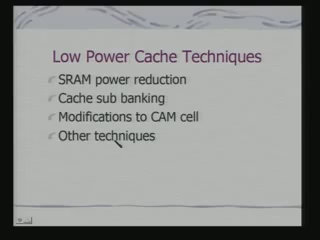 Low Power Cache Techniques
SRAM power reduction
Cache sub banking
Modifications to CAM cell
Other techniques